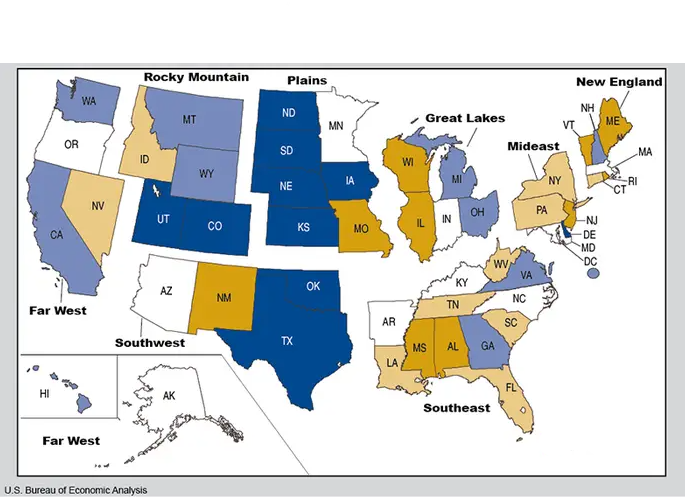 Rocky Mountain
Plains
New England
Great Lakes
Mideast
WA
OR
CA
NV
ID
MT
WY
UT
CO
ND
SD
NE
KS
MN
IA
MO
WI
IL
MI
IN
OH
NH
VT
ME
MA
RI
CT
NY
PA
NJ
DE
MD
DC
Far West
AZ
NM
OK
TX
Southwest
AR
LA
KY
TN
MS
AL
GA
WV
VA
NC
SC
FL
Southeast
HI
AK
Far West
U.S. Bureau of Economic Analysis